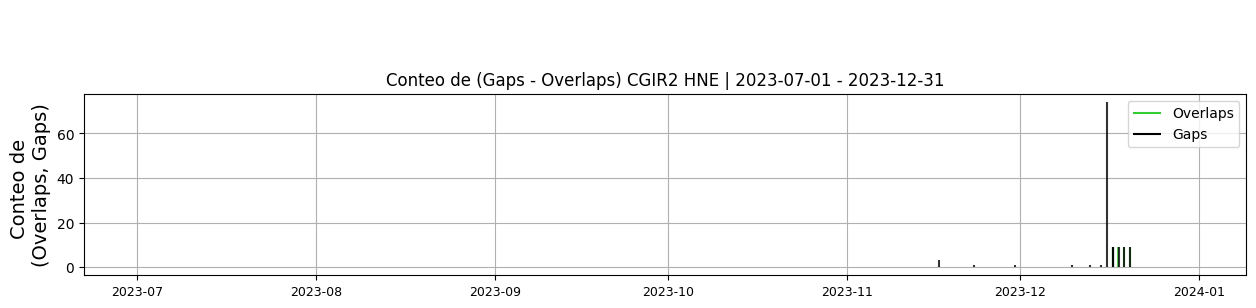 Conteo de (Gaps - Overlaps) CGIR2 HNE | 2023-07-01 - 2023-12-31
Conteo de
(Overlaps, Gaps)
60
40
20
0
Overlaps
Gaps
2023-07
2023-08
2023-09
2023-10
2023-11
2023-12
2024-01